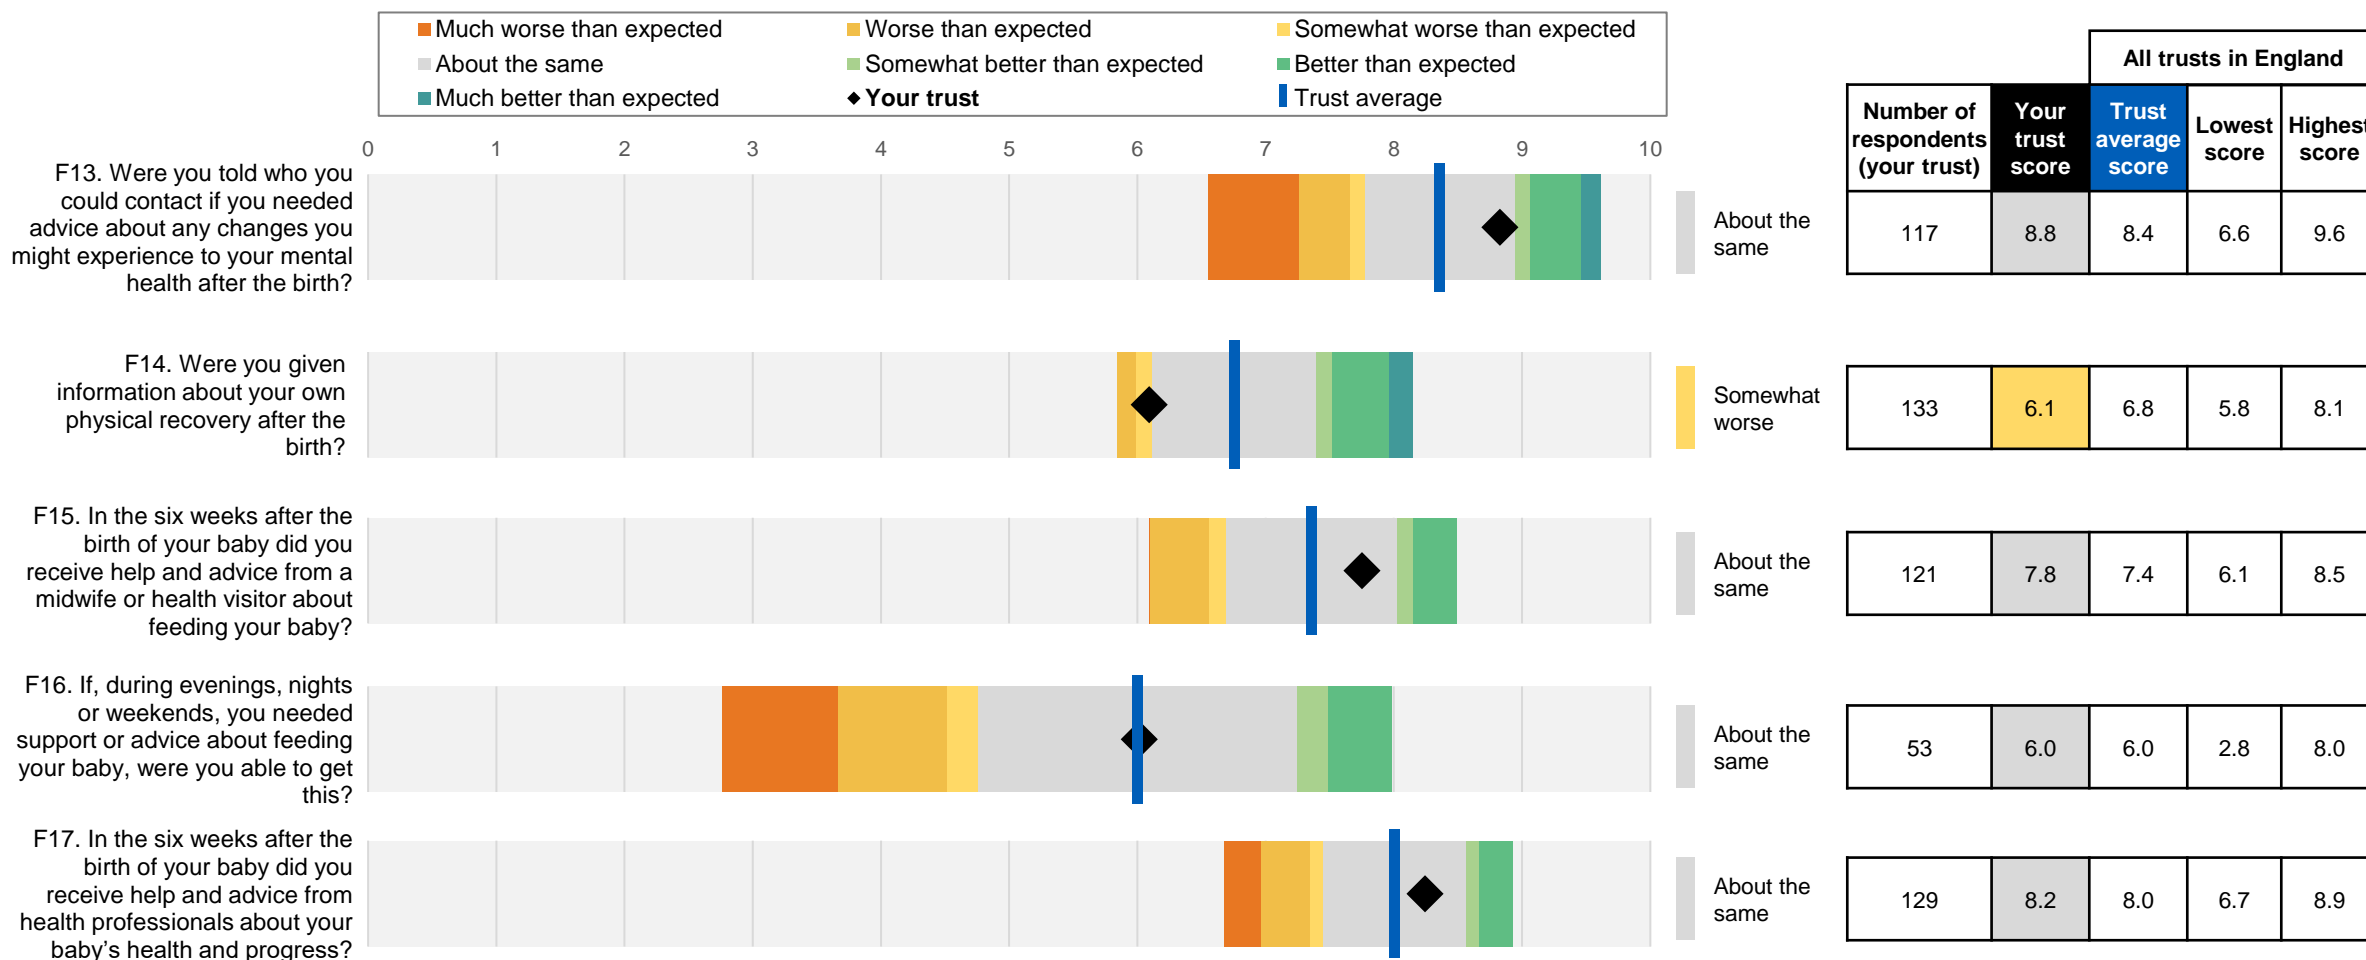 Much worse than expected
Worse than expected
Somewhat worse than expected
About the same
Somewhat better than expected
Better than expected
Much better than expected
Your trust
Trust average
All trusts in England
Number of respondents (your trust)
Your trust score
Trust average score
Lowest score
Highest score
0 1 2 3 4 5 6 7 8 9 10
F13. Were you told who you
could contact if you needed
advice about any changes you
might experience to your mental
health after the birth?
About the
same
117 8.8 8.4 6.6 9.6
F14. Were you given
information about your own
physical recovery after the
birth?
Somewhat
worse
133 6.1 6.8 5.8 8.1
F15. In the six weeks after the
birth of your baby did you
receive help and advice from a
midwife or health visitor about
feeding your baby?
About the
same
121 7.8 7.4 6.1 8.5
F16. If, during evenings, nights
or weekends, you needed
support or advice about feeding
your baby, were you able to get
this?
About the
same
53 6.0 6.0 2.8 8.0
F17. In the six weeks after the
birth of your baby did you
receive help and advice from
health professionals about your
baby's health and progress?
About the
same
129 8.2 8.0 6.7 8.9